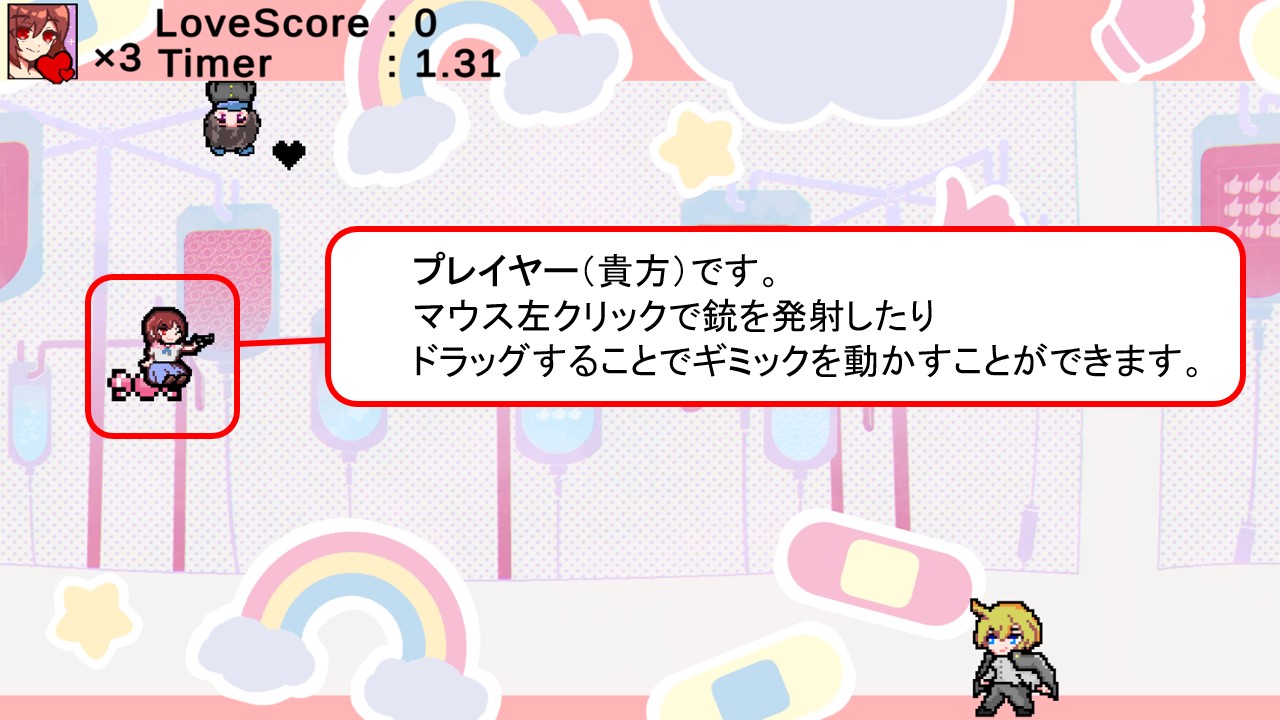 LoveScore : 0
×3 Timer : 1.31
プレイヤー（貴方）です。
マウス左クリックで銃を発射したり
ドラッグすることでギミックを動かすことができます。